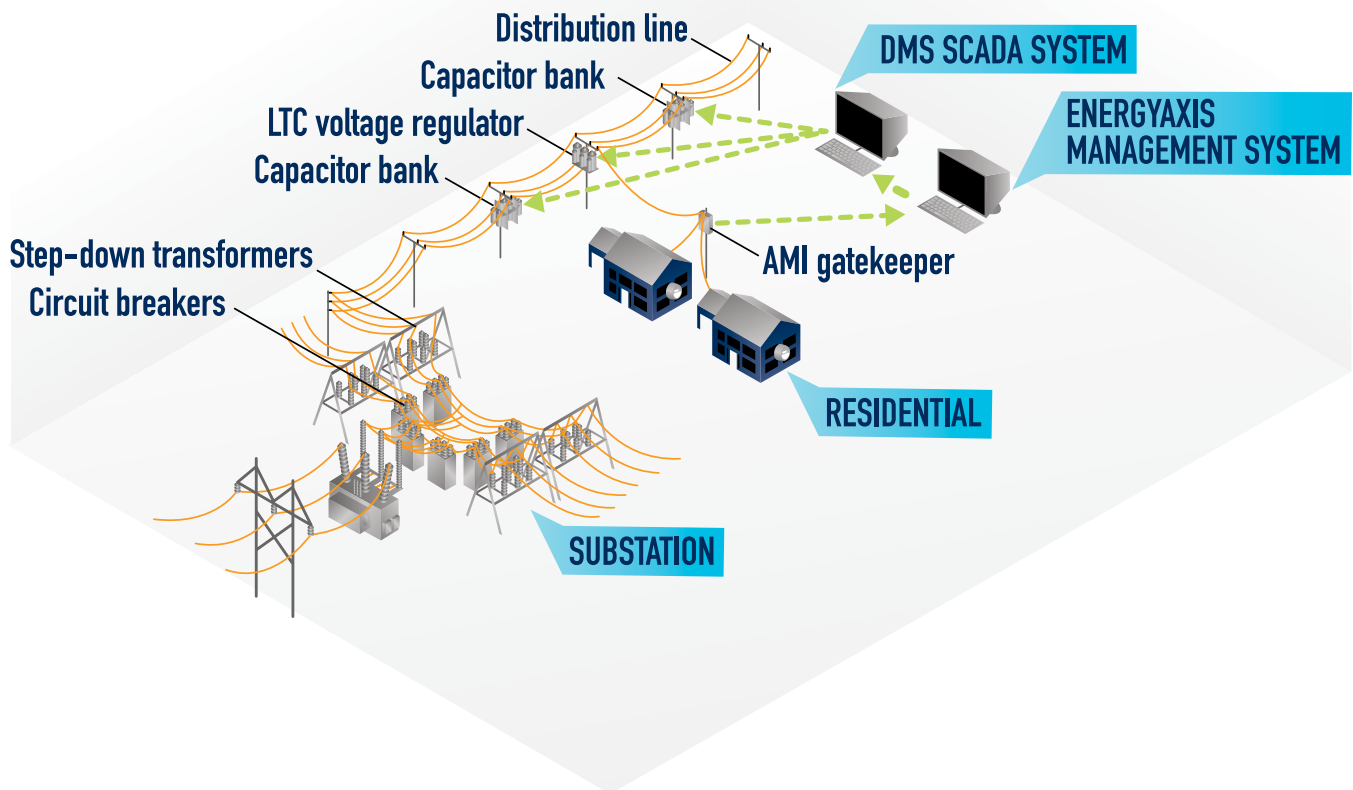 Distribution line
Capacitor bank
LTC voltage regulator
Capacitor bank
Step-down transformers
Circuit breakers
DMS SCADA SYSTEM
ENERGYAXIS
MANAGEMENT SYSTEM
AMI gatekeeper
RESIDENTIAL
SUBSTATION